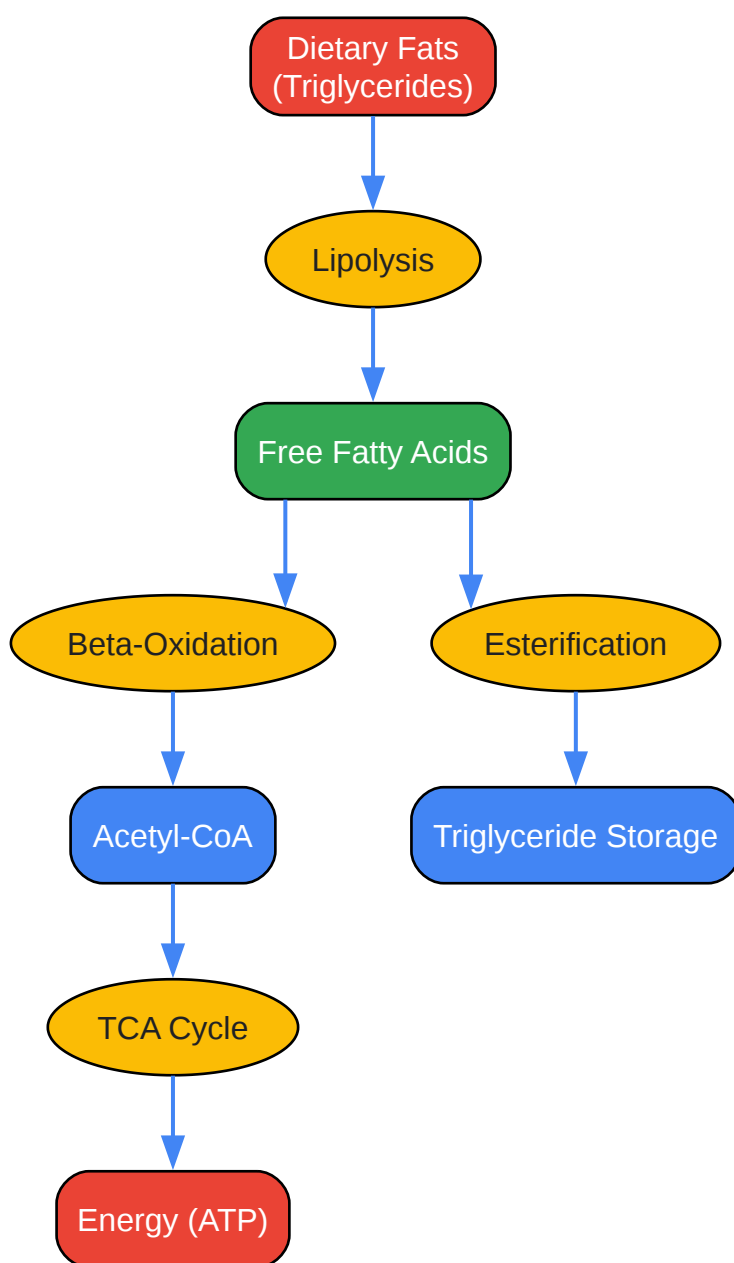 Dietary Fats
(Triglycerides)
Lipolysis
Free Fatty Acids
Beta-Oxidation
Esterification
Acetyl-CoA
Triglyceride Storage
TCA Cycle
Energy (ATP)